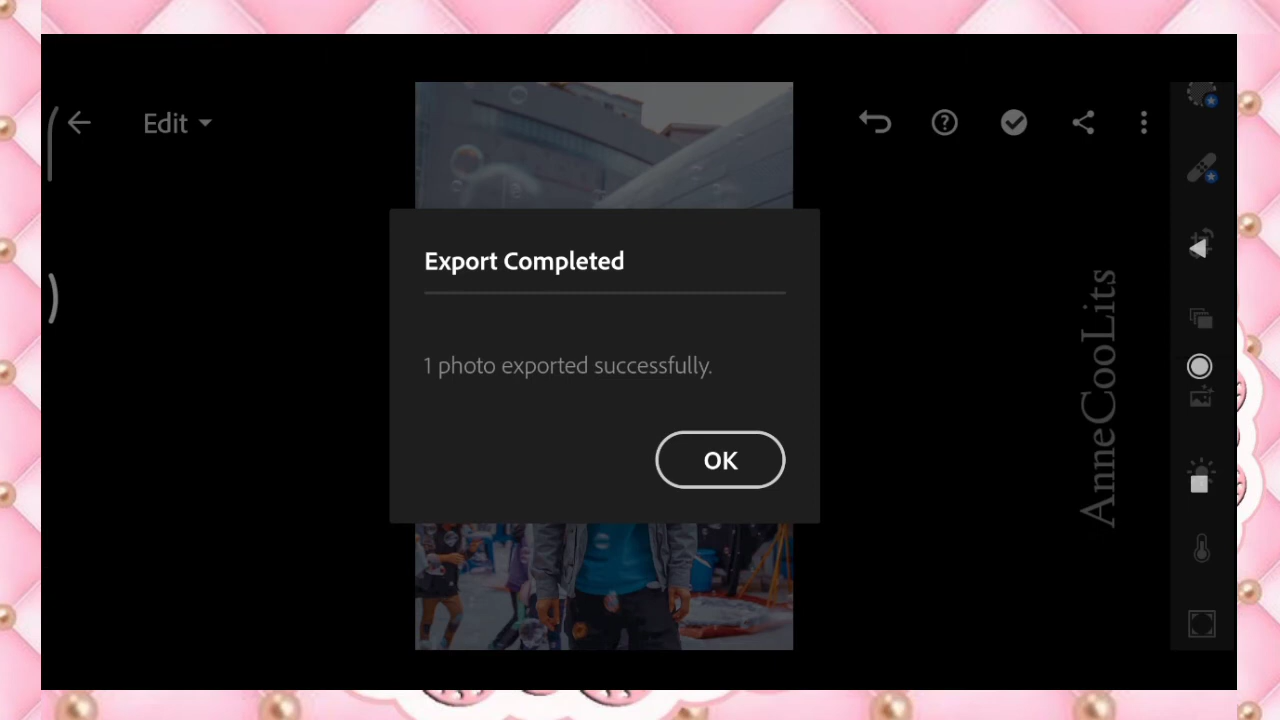 Edit
Export Completed
1 photo exported successfully.
OK
AnneCooLits